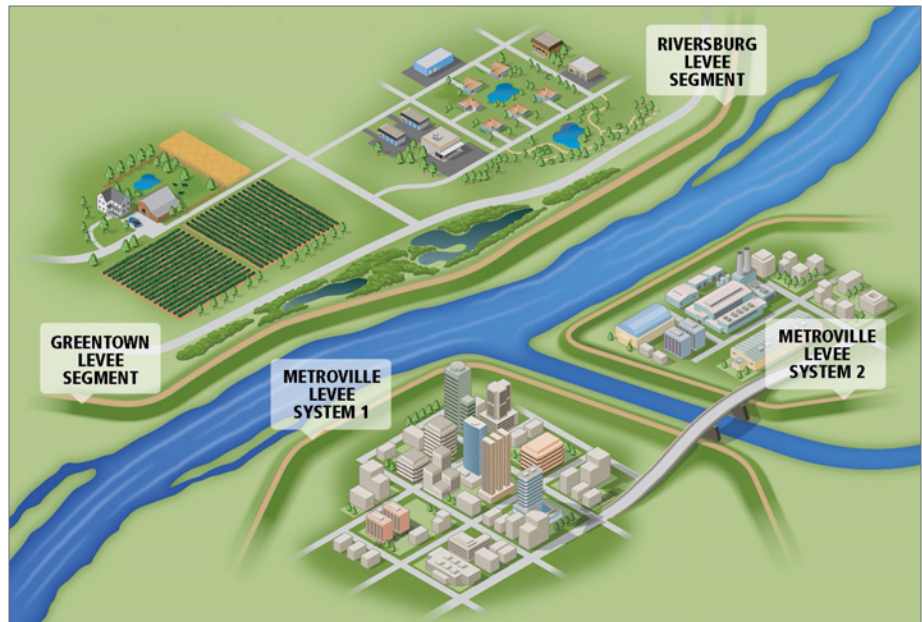 RIVERSBURG
LEVEE
SEGMENT
GREENTOWN
LEVEE
SEGMENT
METROVILLE
LEVEE
SYSTEM 1
METROVILLE
LEVEE
SYSTEM 2